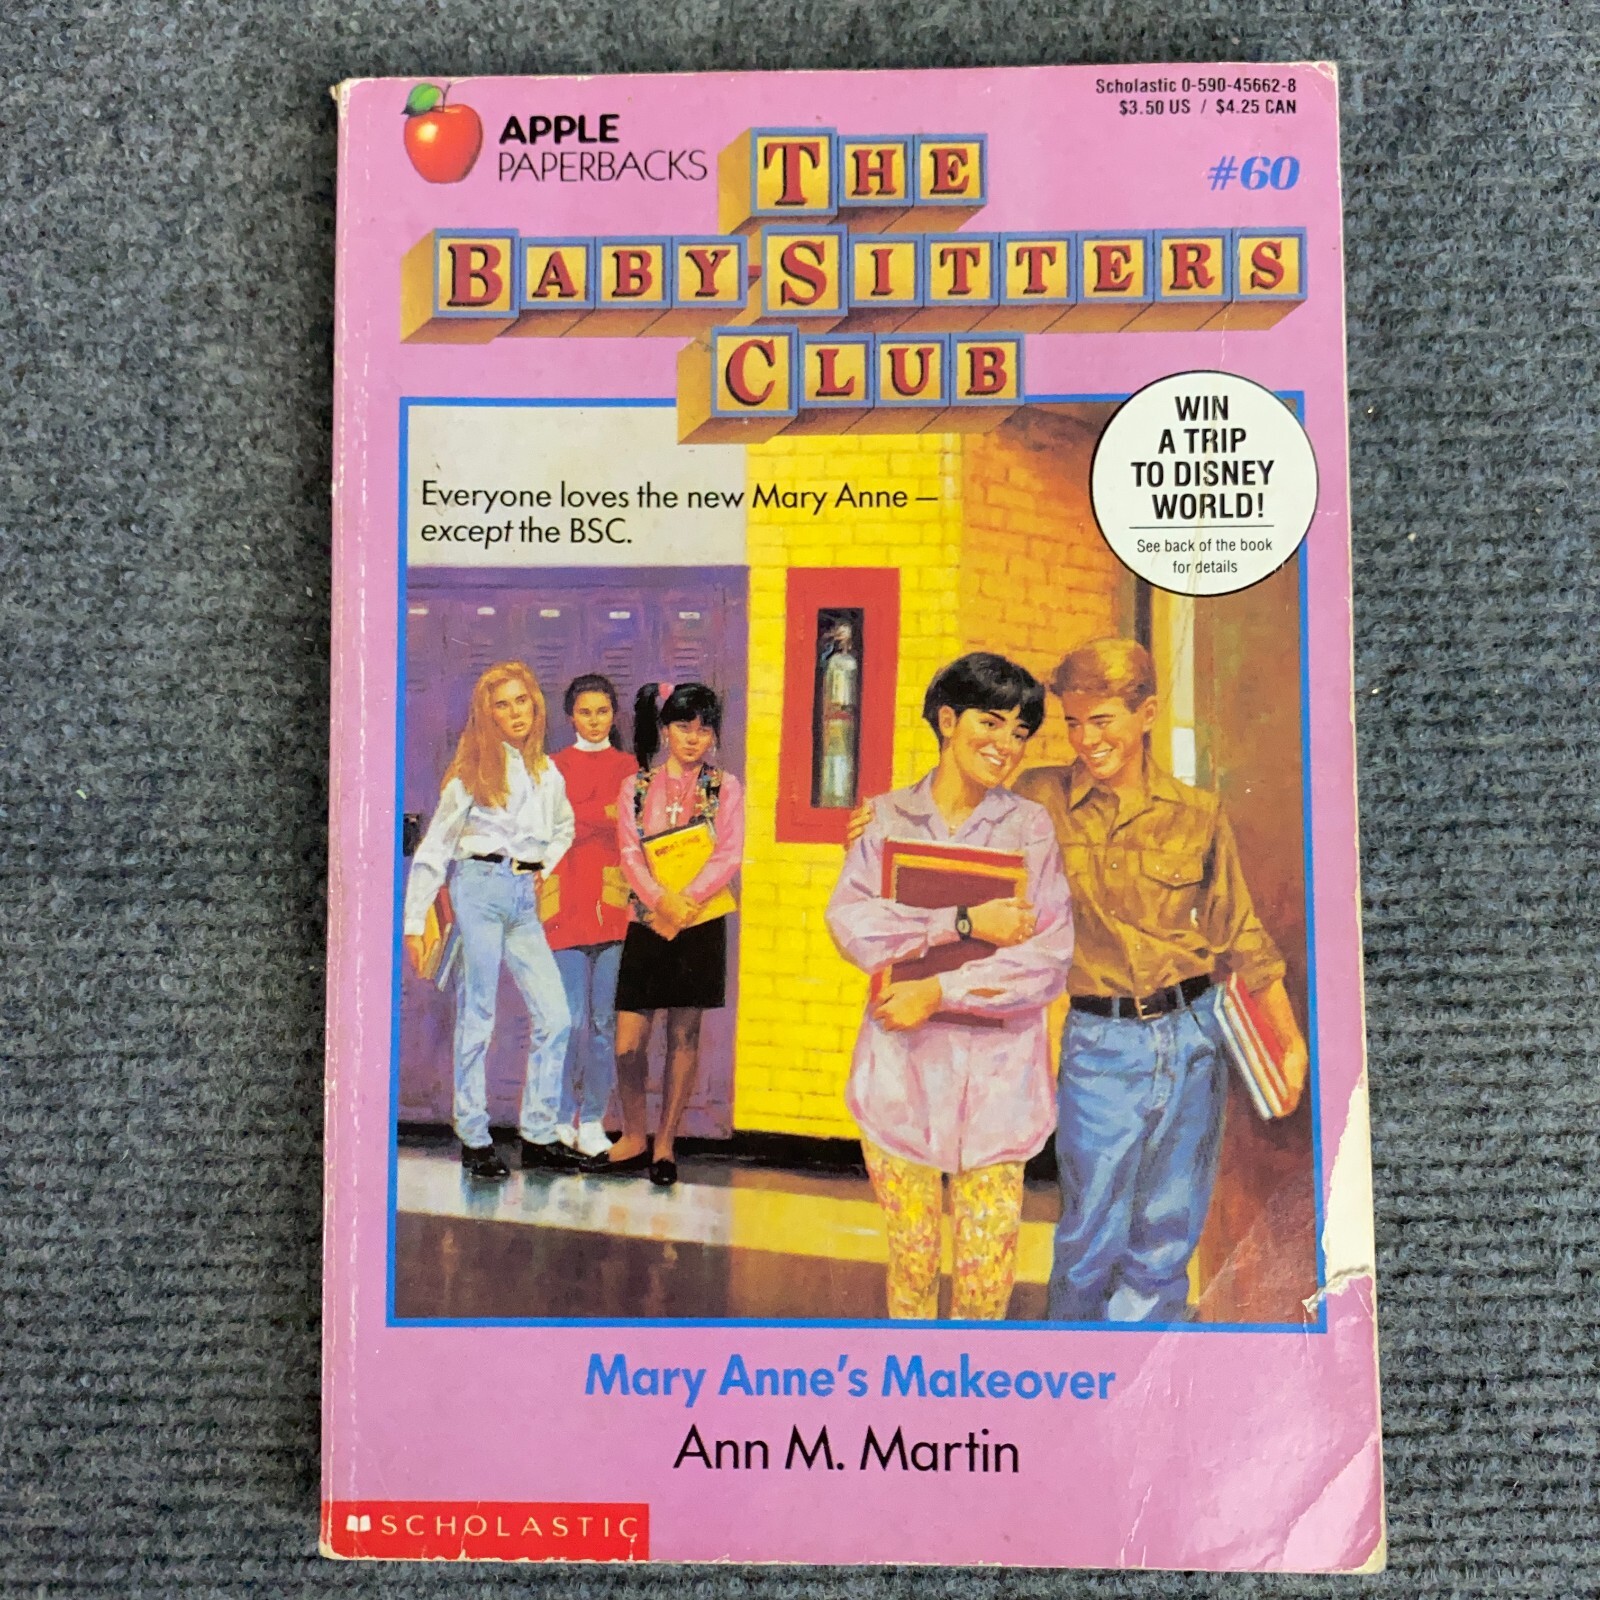 Scholastic 0-590-45662-8
$3.50 US / $4.25 CAN
APPLE
PAPERBACKS
#60
THE
BABY-SITTERS
CLUB
WIN
A TRIP
TO DISNEY
WORLD!
See back of the book
for details
Everyone loves the new Mary Anne —
except the BSC.
Mary Anne's Makeover
Ann M. Martin
SCHOLASTIC